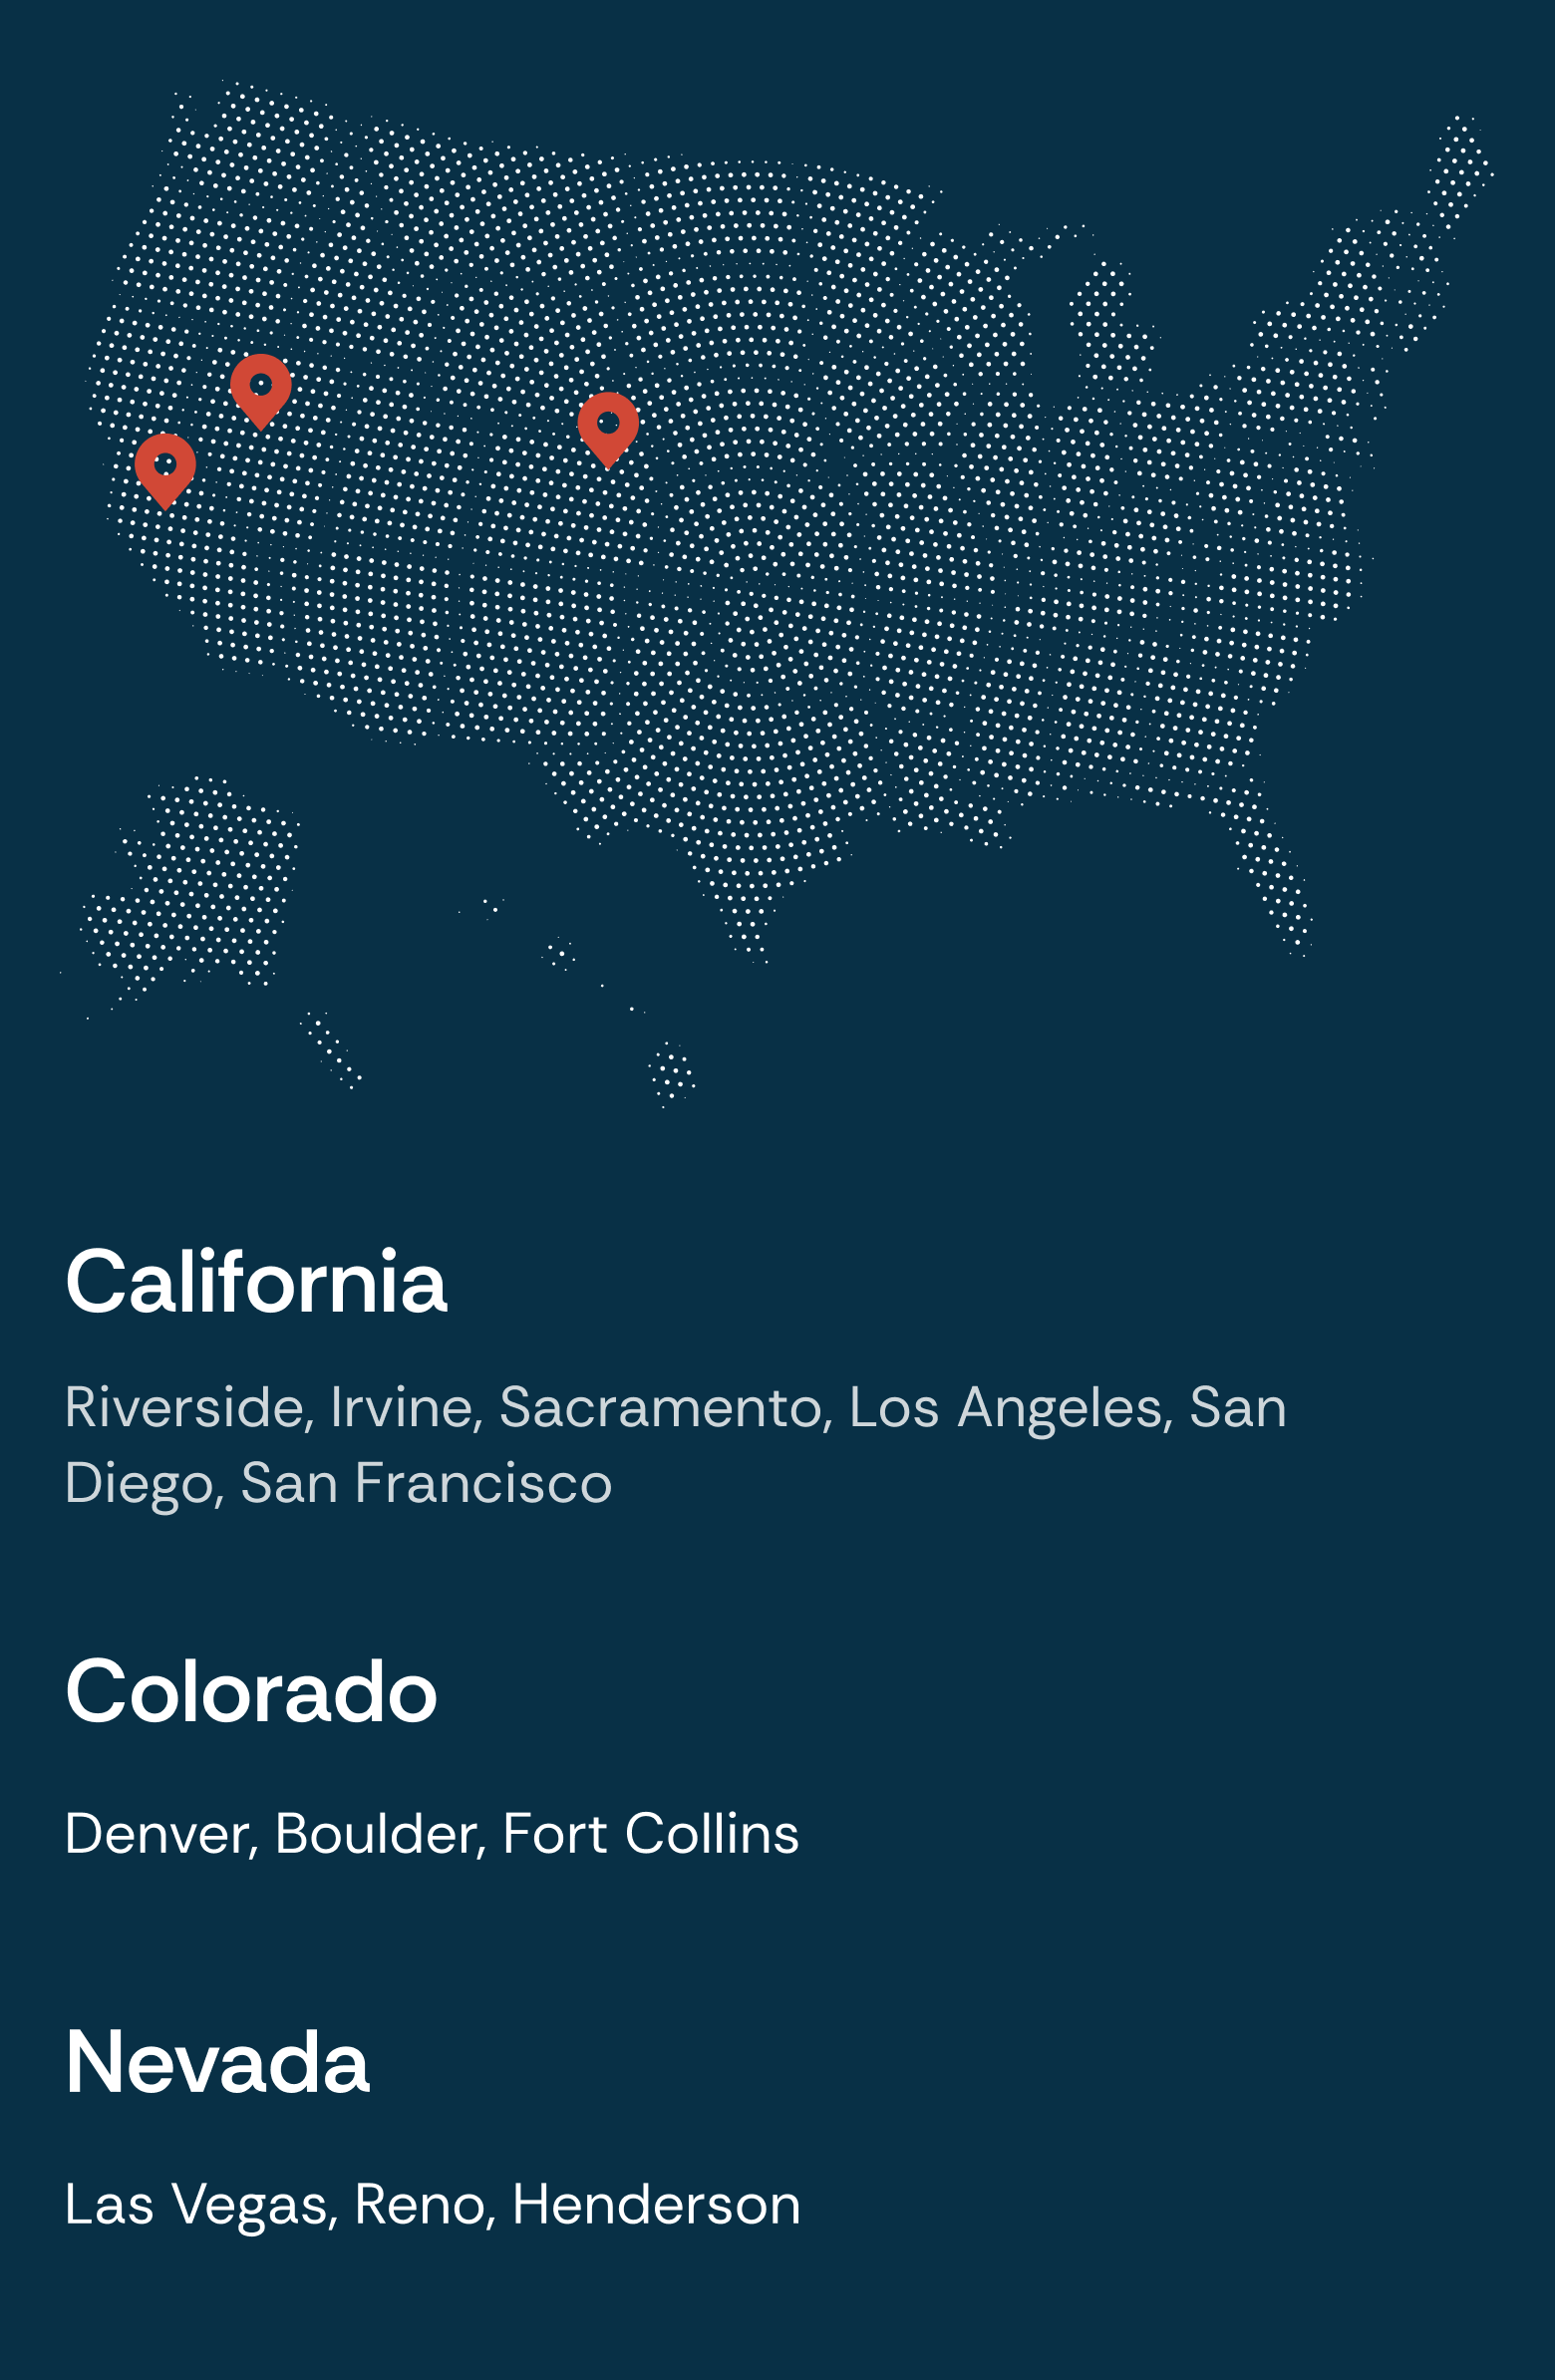 California
Riverside, Irvine, Sacramento, Los Angeles, San
Diego, San Francisco
Colorado
Denver, Boulder, Fort Collins
Nevada
Las Vegas, Reno, Henderson